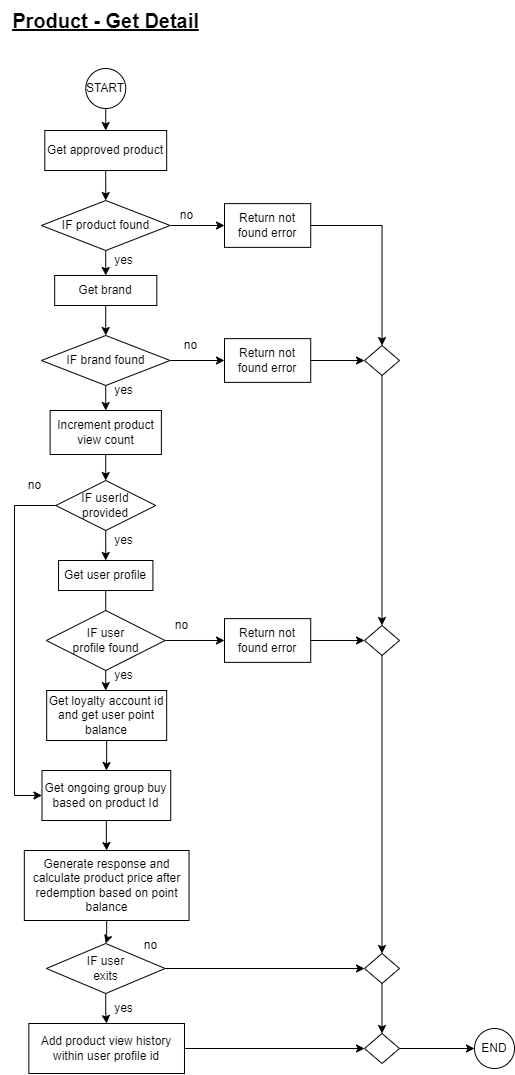 Product - Get Detail
START
Get approved product
IF product found
no
Return not
found error
yes
Get brand
IF brand found
no
Return not
found error
yes
Increment product
view count
no
IF userId
provided
yes
Get user profile
IF user
profile found
no
Return not
found error
yes
Get loyalty account id
and get user point
balance
Get ongoing group buy
based on product Id
Generate response and
calculate product price after
redemption based on point
balance
no
IF user
exits
yes
Add product view history
within user profile id
END